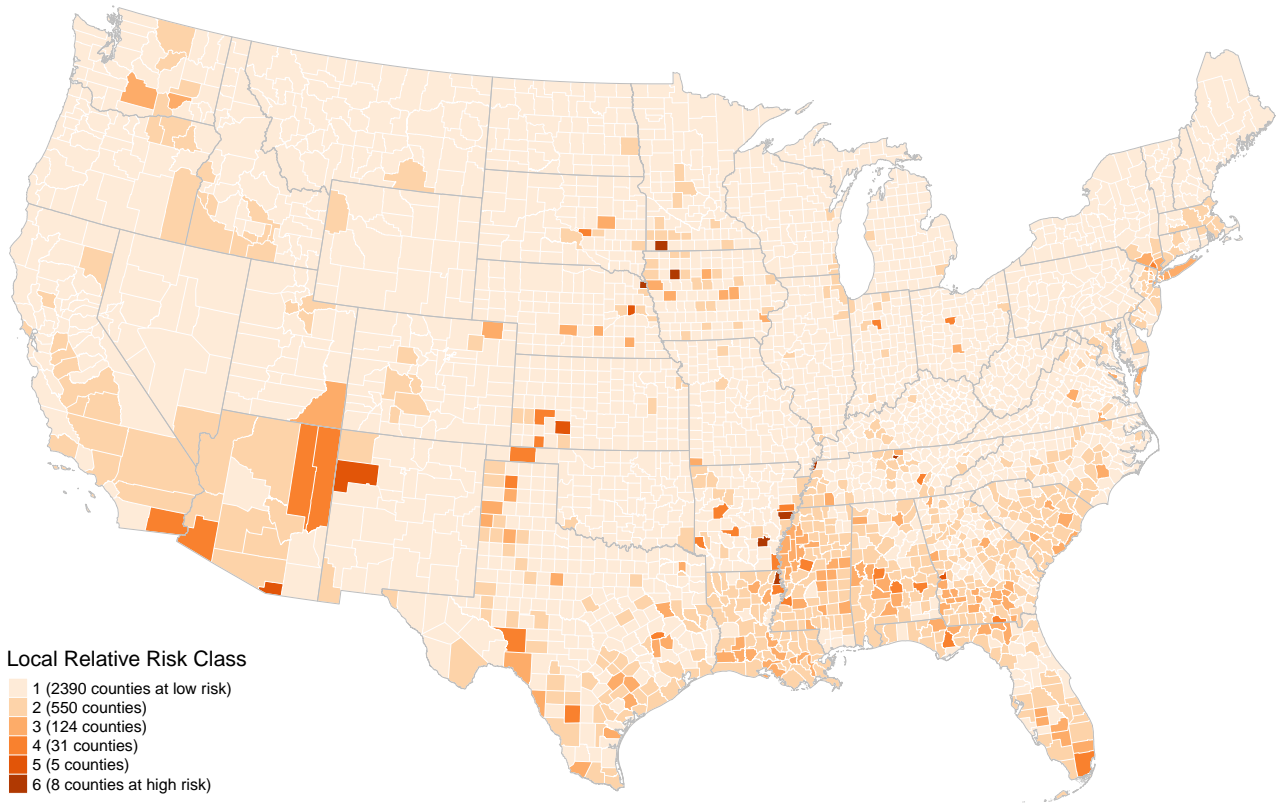 Local Relative Risk Class
1 (2390 counties at low risk)
2 (550 counties)
3 (124 counties)
4 (31 counties)
5 (5 counties)
6 (8 counties at high risk)